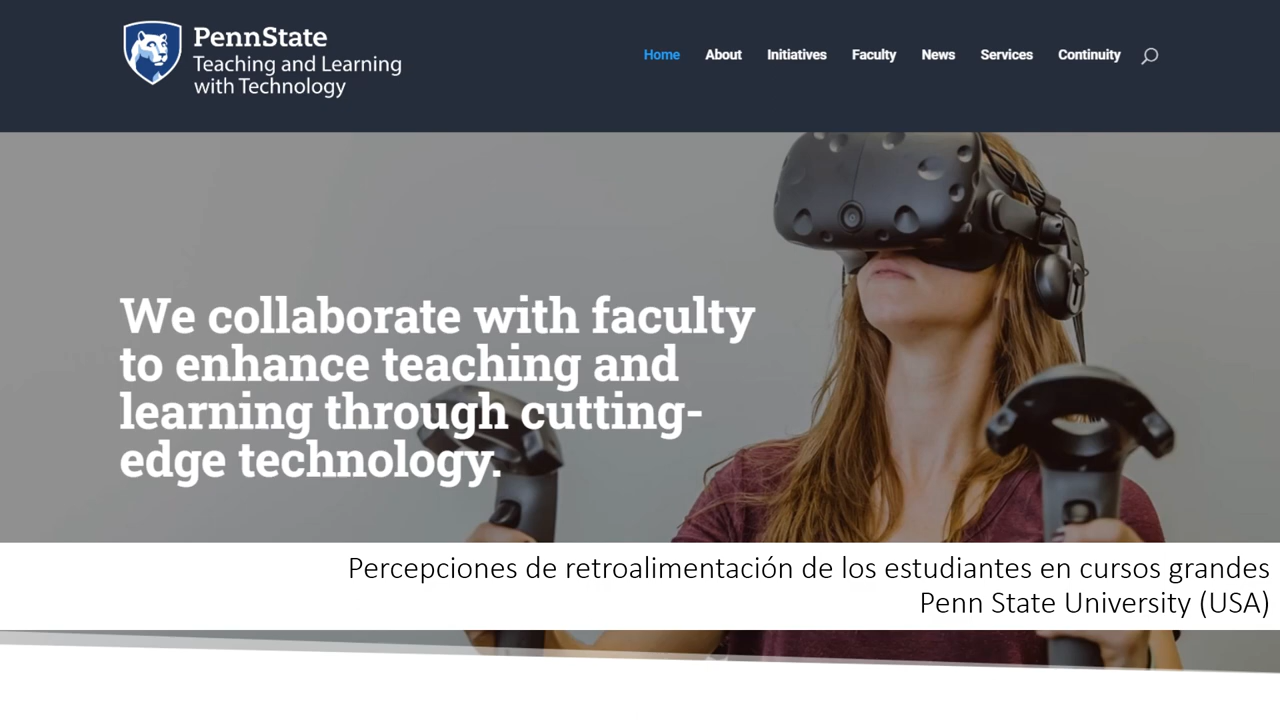 PennState
Teaching and Learning
with Technology
Home About Initiatives Faculty News Services Continuity
We collaborate with faculty
to enhance teaching and
learning through cutting-
edge technology.
Percepciones de retroalimentación de los estudiantes en cursos grandes
Penn State University (USA)